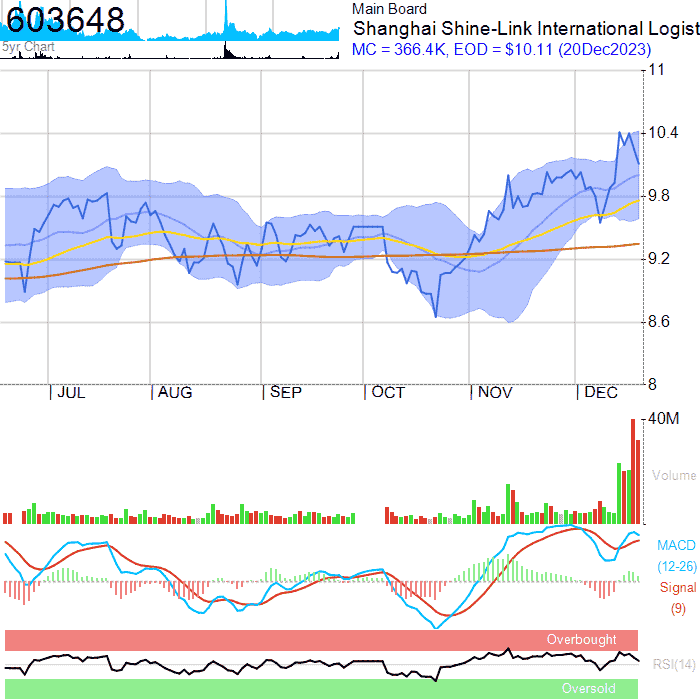 603648
5yr Chart
Main Board
Shanghai Shine-Link International Logist
MC = 366.4K, EOD = $10.11 (20Dec2023)
11
10.4
9.8
9.2
8.6
8
JUL AUG SEP OCT NOV DEC
40M
Volume
MACD
(12-26)
Signal
(9)
Overbought
RSI(14)
Oversold